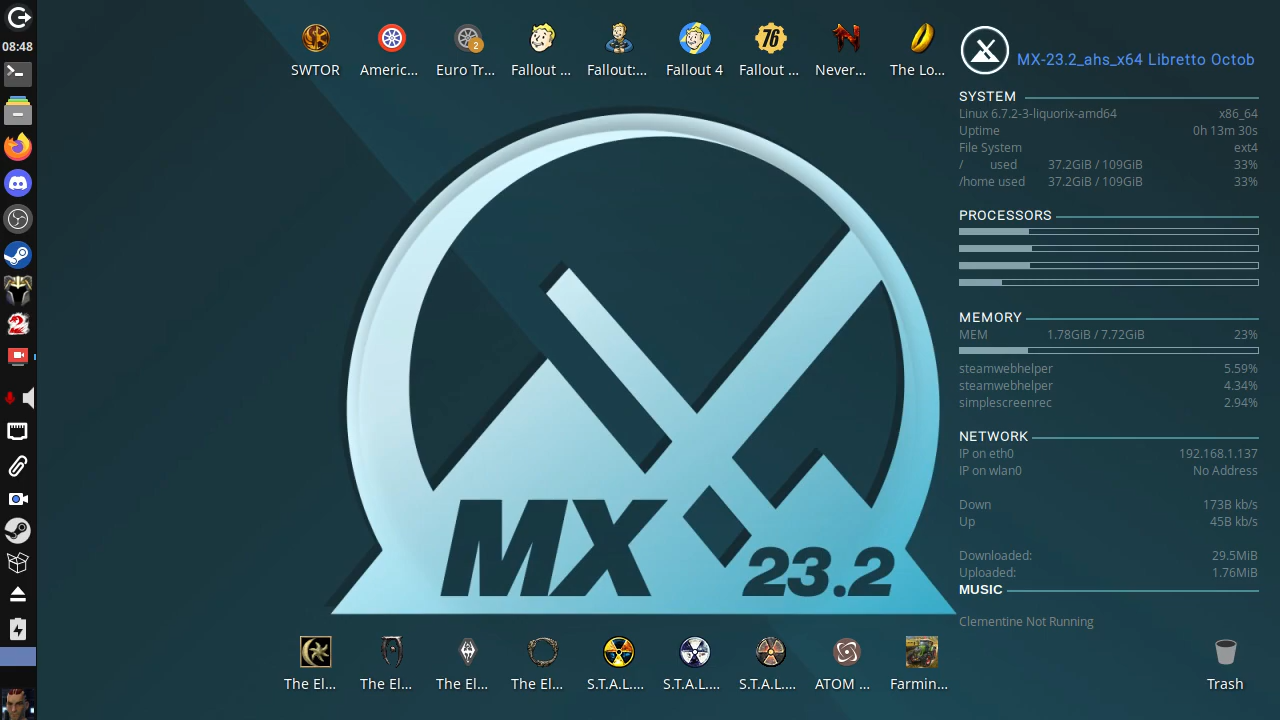 08:48
SWTOR
Americ...
Euro Tr...
2
Fallout ...
Fallout:...
Fallout 4
76
Fallout ...
Never...
The Lo...
MX-23.2_ahs_x64 Libretto Octob
SYSTEM
Linux 6.7.2-3-liquorix-amd64 x86_64
Uptime 0h 13m 30s
File System ext4
/ used 37.2GiB / 109GiB 33%
/home used 37.2GiB / 109GiB 33%
PROCESSORS
MEMORY
MEM 1.78GiB / 7.72GiB 23%
steamwebhelper 5.59%
steamwebhelper 4.34%
simplescreenrec 2.94%
NETWORK
IP on eth0 192.168.1.137
IP on wlan0 No Address
Down 173B kb/s
Up 45B kb/s
Downloaded: 29.5MiB
Uploaded: 1.76MiB
MUSIC
Clementine Not Running
MX 23.2
The El...
The El...
The El...
The El...
S.T.A.L....
S.T.A.L....
S.T.A.L....
ATOM ...
Farmin...
Trash